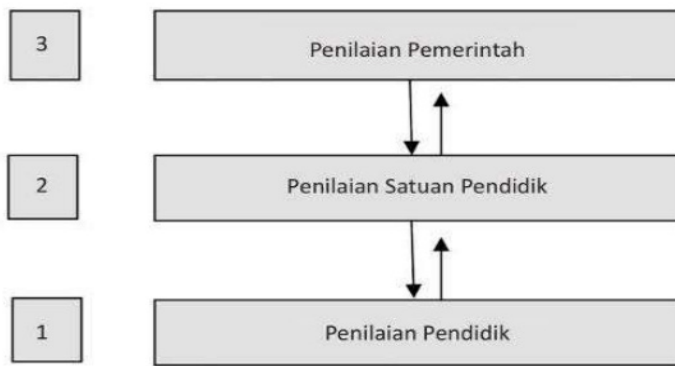 3
Penilaian Pemerintah
2
Penilaian Satuan Pendidik
1
Penilaian Pendidik